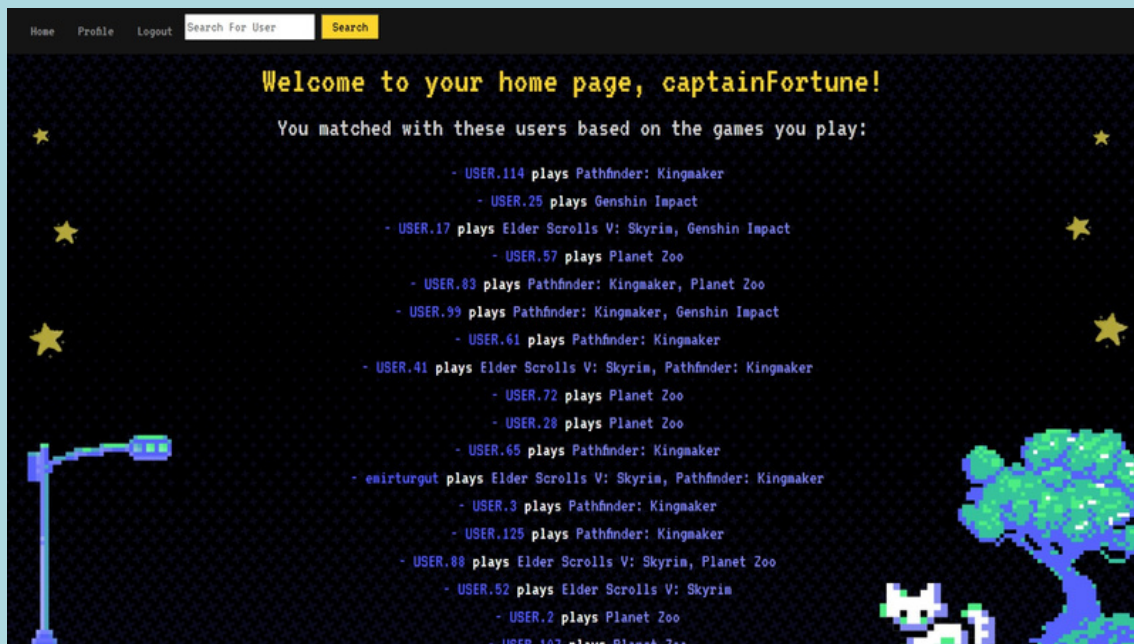 Home Profile Logout Search For User Search
Welcome to your home page, captainFortune!
You matched with these users based on the games you play:
- USER.114 plays Pathfinder: Kingmaker
- USER.25 plays Genshin Impact
- USER.17 plays Elder Scrolls V: Skyrim, Genshin Impact
- USER.57 plays Planet Zoo
- USER.83 plays Pathfinder: Kingmaker, Planet Zoo
- USER.99 plays Pathfinder: Kingmaker, Genshin Impact
- USER.61 plays Pathfinder: Kingmaker
- USER.41 plays Elder Scrolls V: Skyrim, Pathfinder: Kingmaker
- USER.72 plays Planet Zoo
- USER.28 plays Planet Zoo
- USER.65 plays Pathfinder: Kingmaker
- emirturgut plays Elder Scrolls V: Skyrim, Pathfinder: Kingmaker
- USER.3 plays Pathfinder: Kingmaker
- USER.125 plays Pathfinder: Kingmaker
- USER.88 plays Elder Scrolls V: Skyrim, Planet Zoo
- USER.52 plays Elder Scrolls V: Skyrim
- USER.2 plays Planet Zoo
- USER.107 plays Planet Zoo